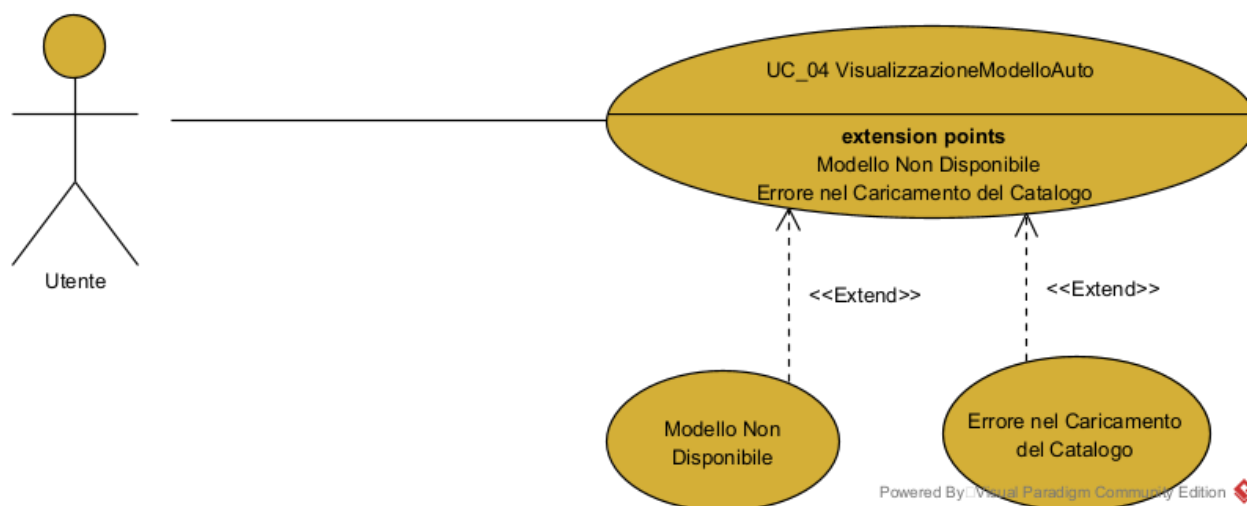 UC_04 VisualizzazioneModelloAuto
extension points
Modello Non Disponibile
Errore nel Caricamento del Catalogo
Utente
<<Extend>>
<<Extend>>
Modello Non
Disponibile
Errore nel Caricamento
del Catalogo
Powered By Visual Paradigm Community Edition